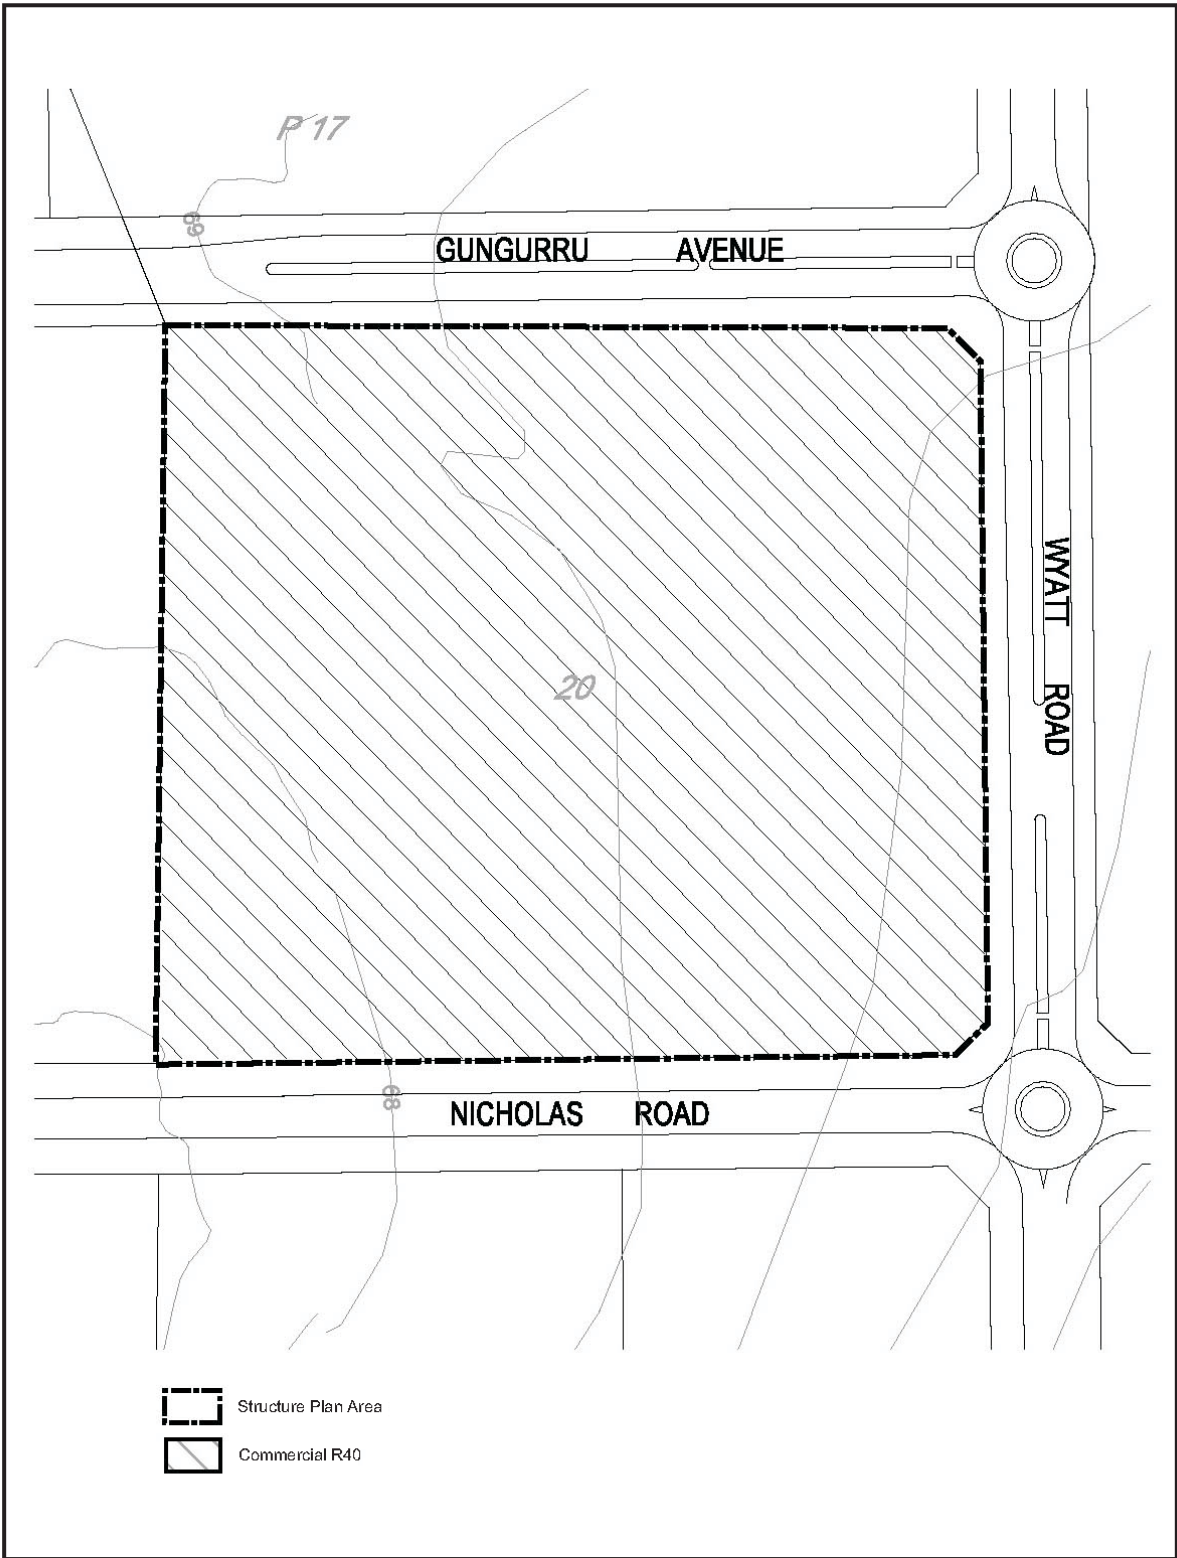 P 17
69
GUNGURRU AVENUE
WYATT ROAD
20
68
NICHOLAS ROAD
Structure Plan Area
Commercial R40